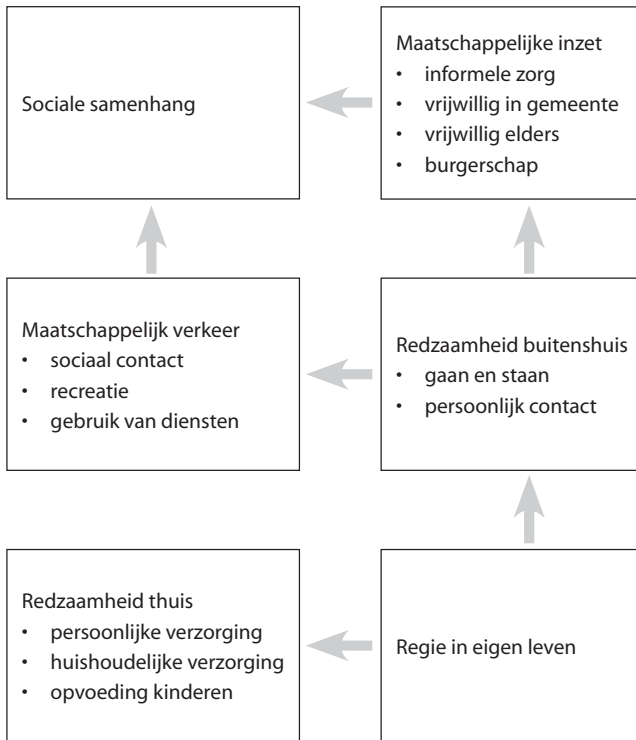 Sociale samenhang
Maatschappelijke inzet
• informele zorg
• vrijwillig in gemeente
• vrijwillig elders
• burgerschap
Maatschappelijk verkeer
• sociaal contact
• recreatie
• gebruik van diensten
Redzaamheid buitenshuis
• gaan en staan
• persoonlijk contact
Redzaamheid thuis
• persoonlijke verzorging
• huishoudelijke verzorging
• opvoeding kinderen
Regie in eigen leven